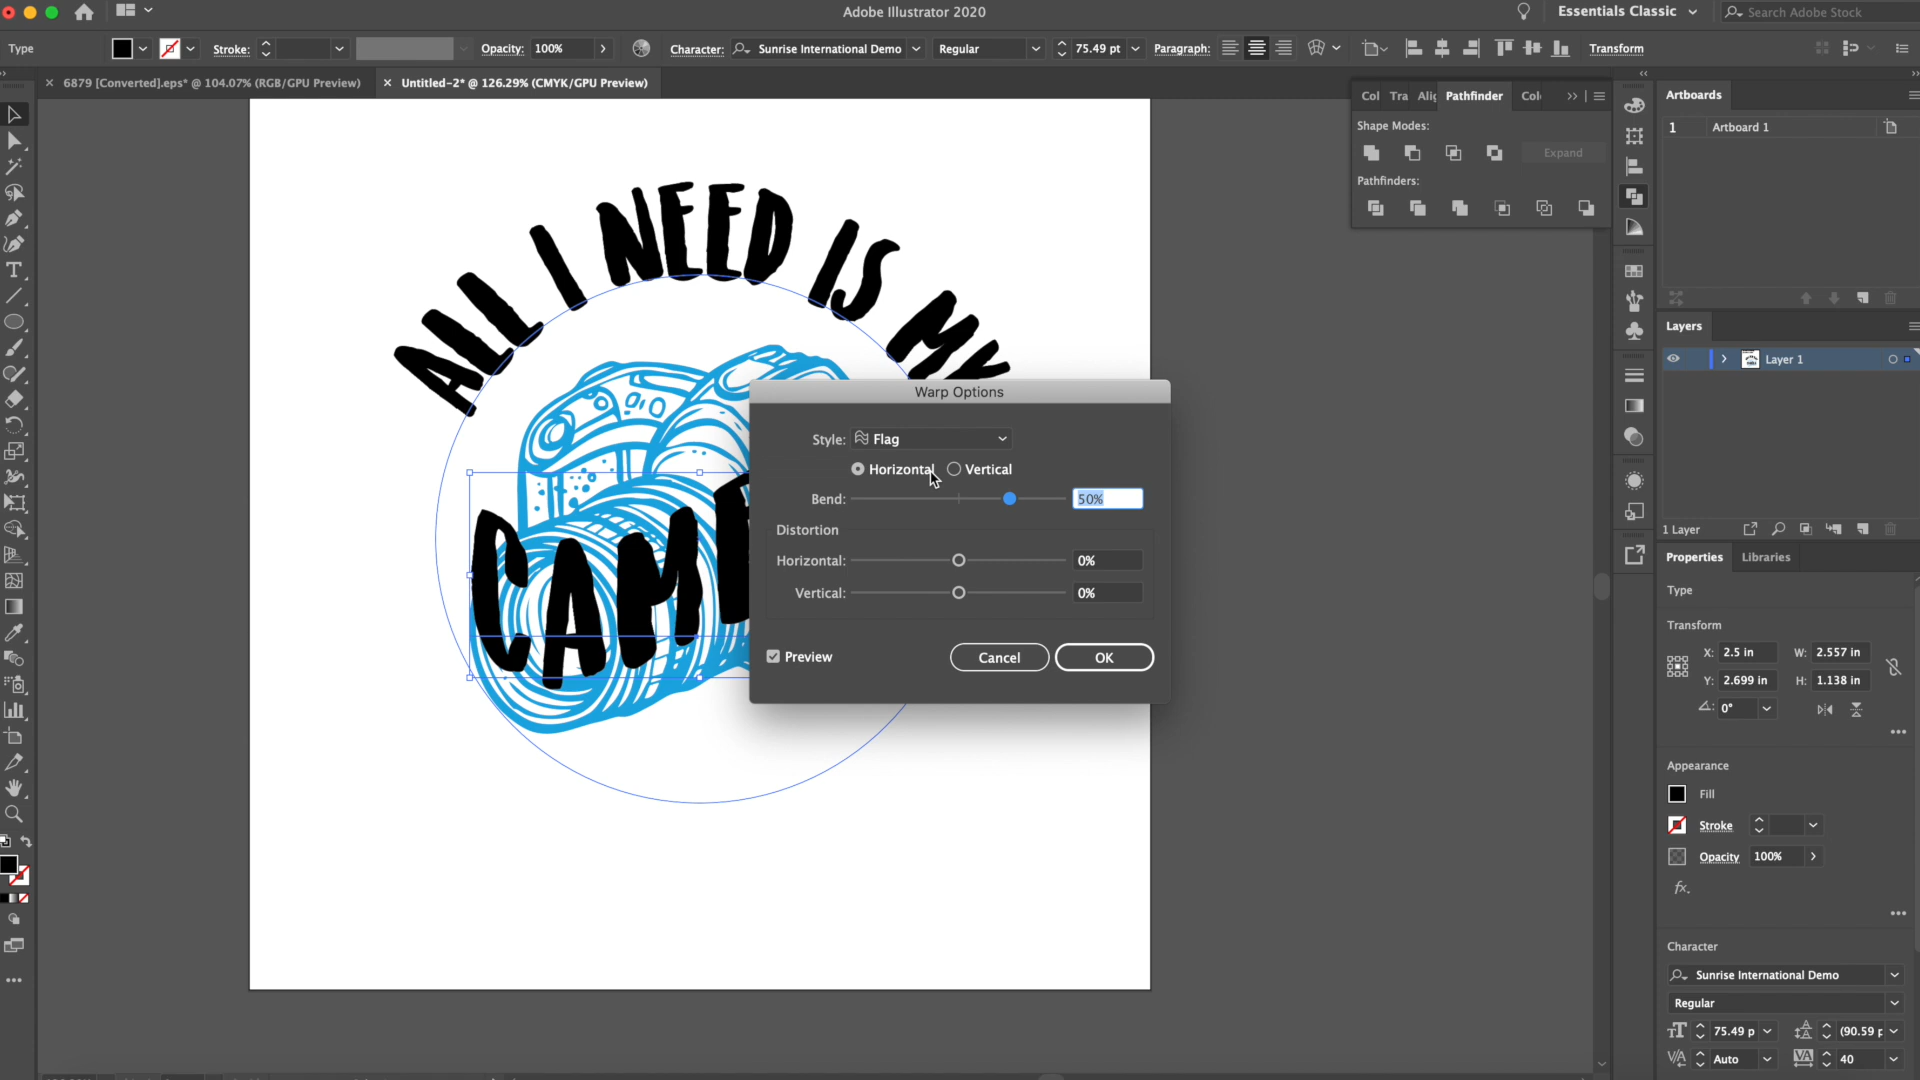 Adobe Illustrator 2020
Essentials Classic
Search Adobe Stock
Type
Stroke:
Opacity: 100%
Character: Sunrise International Demo
Regular
75.49 pt
Paragraph:
Transform
6879 [Converted].eps* @ 104.07% (RGB/GPU Preview)
Untitled-2* @ 126.29% (CMYK/GPU Preview)
Col Tra Alig Pathfinder Col
Shape Modes:
Expand
Pathfinders:
Artboards
1 Artboard 1
Layers
Layer 1
1 Layer
ALL I NEED IS MY
CAME
Warp Options
Style: Flag
Horizontal Vertical
Bend: 50%
Distortion
Horizontal: 0%
Vertical: 0%
Preview
Cancel OK
Properties Libraries
Type
Transform
X: 2.5 in W: 2.557 in
Y: 2.699 in H: 1.138 in
0°
Appearance
Fill
Stroke
Opacity 100%
fx.
Character
Sunrise International Demo
Regular
75.49 p (90.59 p
Auto 40